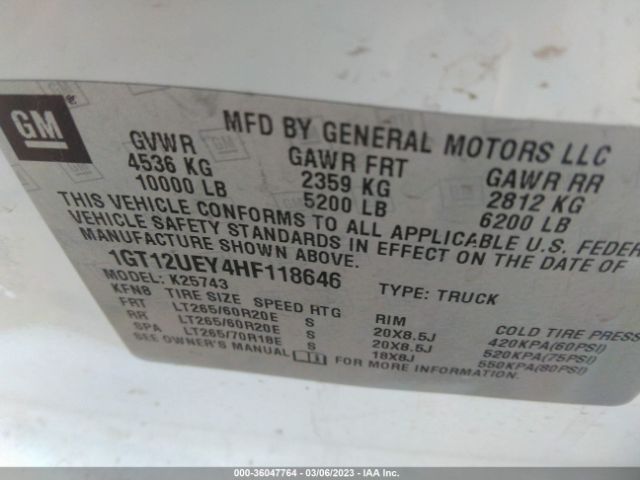 GM ®
MFD BY GENERAL MOTORS LLC
GVWR GAWR FRT GAWR RR
4536 KG 2359 KG 2812 KG
10000 LB 5200 LB 6200 LB
THIS VEHICLE CONFORMS TO ALL APPLICABLE U.S. FEDER
VEHICLE SAFETY STANDARDS IN EFFECT ON THE DATE OF
MANUFACTURE SHOWN ABOVE.
1GT12UEY4HF118646 TYPE: TRUCK
MODEL: K25743
KFN8 TIRE SIZE SPEED RTG RIM COLD TIRE PRESS
FRT LT265/60R20E S 20X8.5J 420KPA(60PSI)
RR LT265/60R20E S 20X8.5J 520KPA(75PSI)
SPA LT265/70R18E S 18X8J 550KPA(80PSI)
SEE OWNER'S MANUAL FOR MORE INFORMATION.
© 000- 36047764 - 03/06/2023 - IAA Inc.